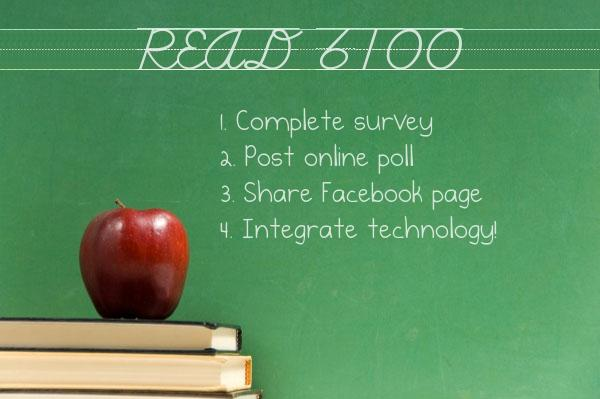 READ 6100
1. Complete survey
2. Post online poll
3. Share Facebook page
4. Integrate technology!